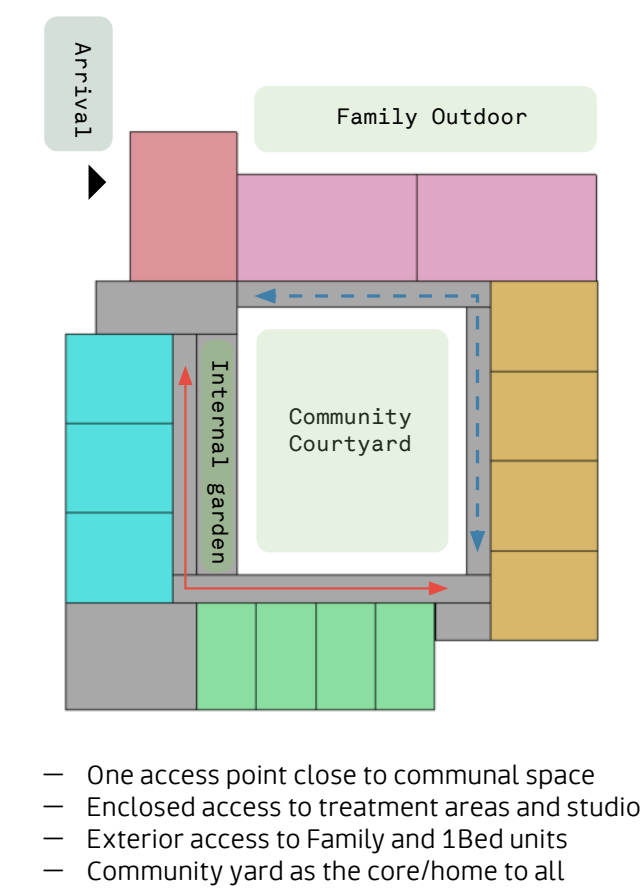 Arrival
Family Outdoor
Internal garden
Community
Courtyard
— One access point close to communal space
— Enclosed access to treatment areas and studio
— Exterior access to Family and 1Bed units
— Community yard as the core/home to all